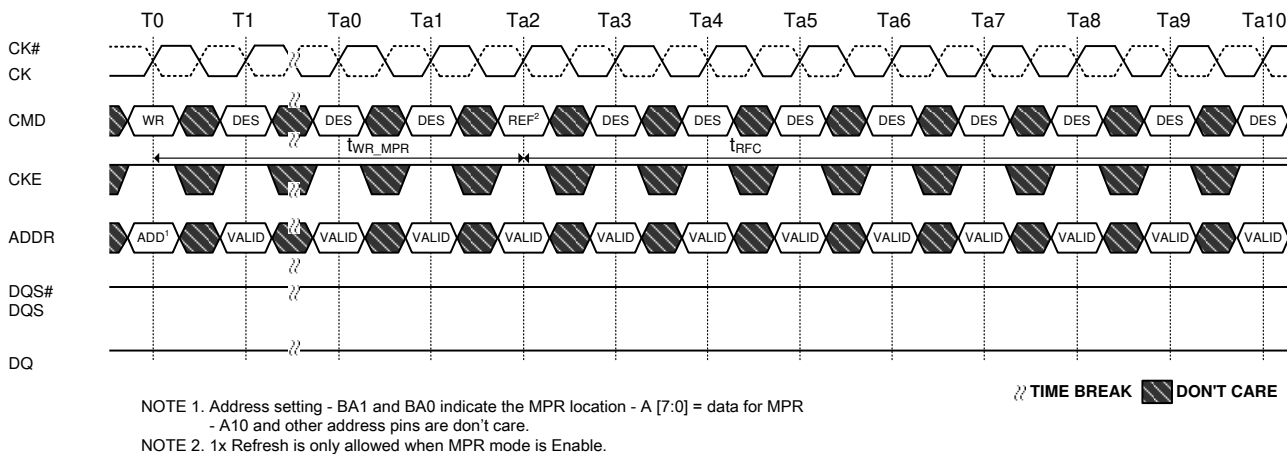 T0 T1 Ta0 Ta1 Ta2 Ta3 Ta4 Ta5 Ta6 Ta7 Ta8 Ta9 Ta10
CK#
CK
CMD WR DES DES DES REF2 DES DES DES DES DES DES DES DES
tWR_MPR tRFC
CKE
ADDR ADD1 VALID VALID VALID VALID VALID VALID VALID VALID VALID VALID VALID VALID
DQS#
DQS
DQ
TIME BREAK DON'T CARE
NOTE 1. Address setting - BA1 and BA0 indicate the MPR location - A [7:0] = data for MPR
- A10 and other address pins are don't care.
NOTE 2. 1x Refresh is only allowed when MPR mode is Enable.